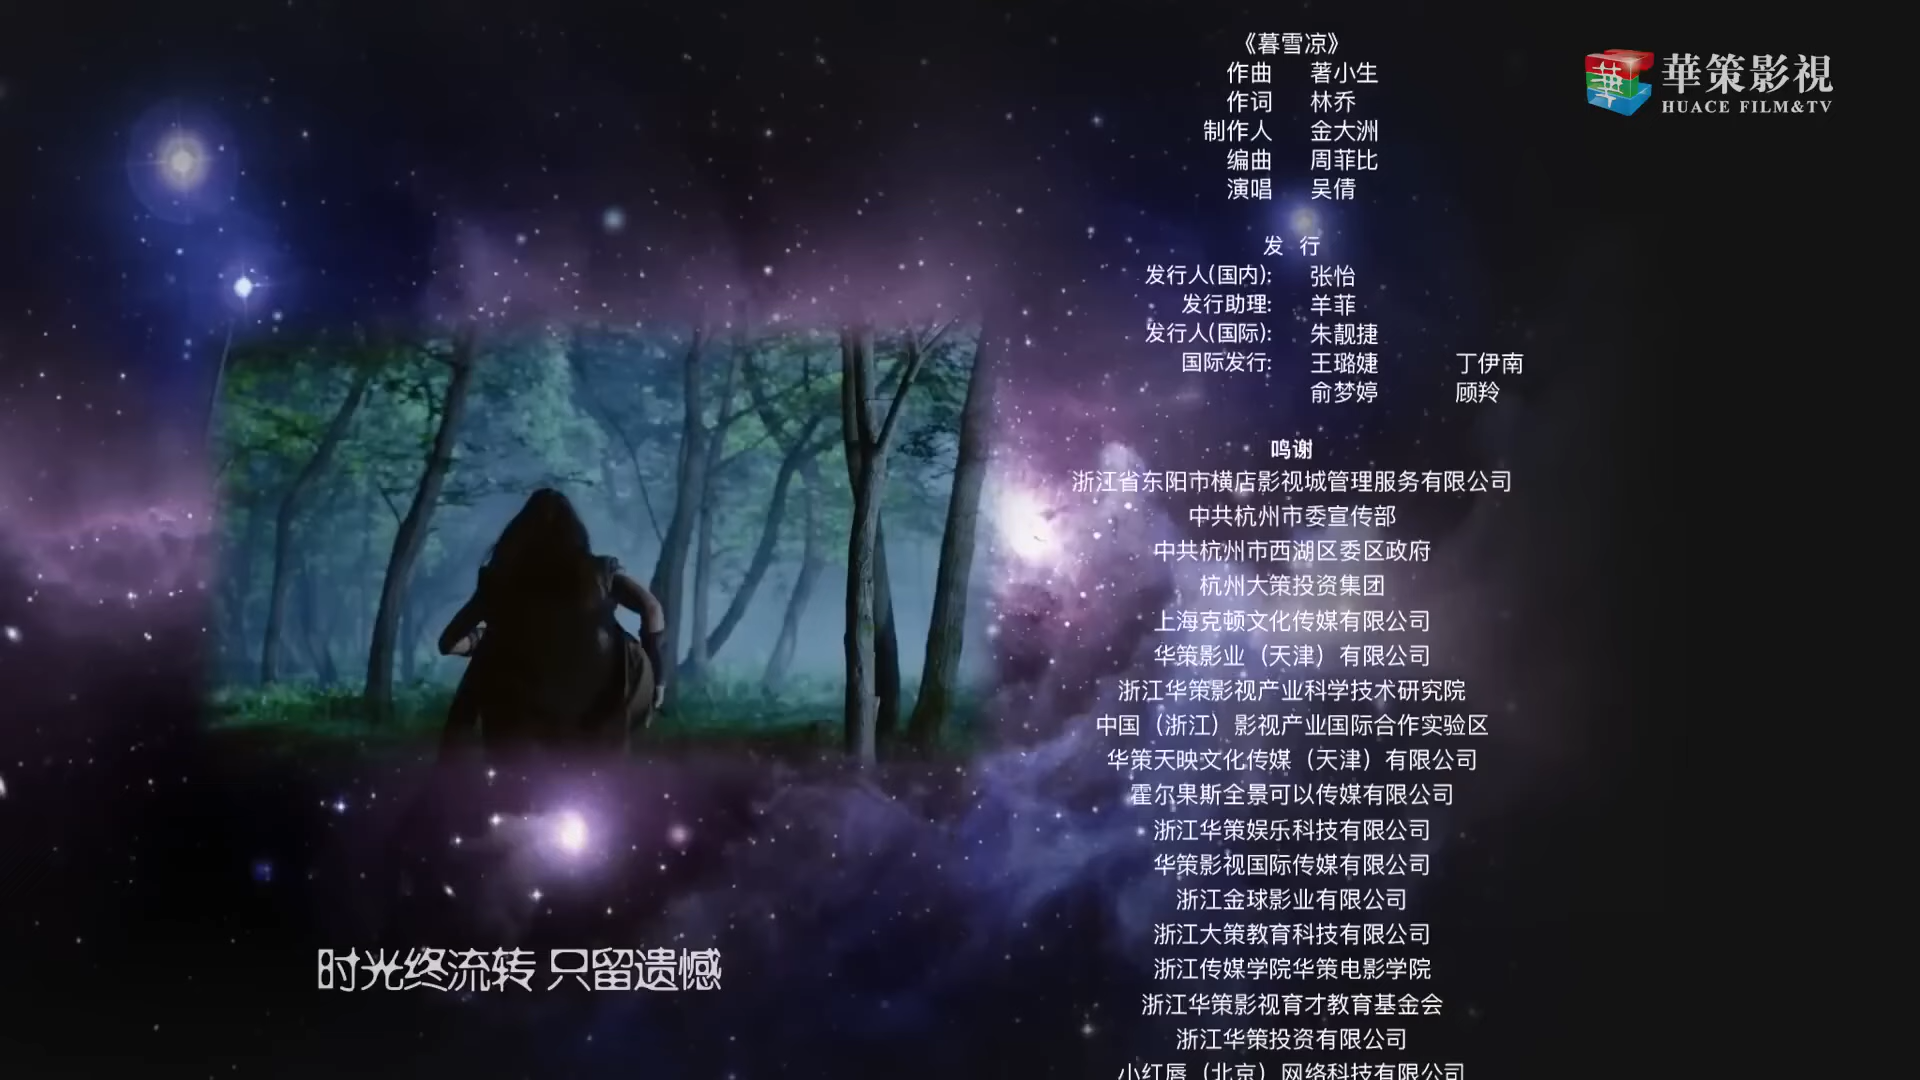 《暮雪凉》
作曲 著小生
作词 林乔
制作人 金大洲
编曲 周菲比
演唱 吴倩
发 行
发行人(国内): 张怡
发行助理: 羊菲
发行人(国际): 朱靓捷
国际发行: 王璐婕 丁伊南
俞梦婷 顾羚
鸣谢
浙江省东阳市横店影视城管理服务有限公司
中共杭州市委宣传部
中共杭州市西湖区委区政府
杭州大策投资集团
上海克顿文化传媒有限公司
华策影业（天津）有限公司
浙江华策影视产业科学技术研究院
中国（浙江）影视产业国际合作实验区
华策天映文化传媒（天津）有限公司
霍尔果斯全景可以传媒有限公司
浙江华策娱乐科技有限公司
华策影视国际传媒有限公司
浙江金球影业有限公司
浙江大策教育科技有限公司
浙江传媒学院华策电影学院
浙江华策影视育才教育基金会
浙江华策投资有限公司
小红唇（北京）网络科技有限公司
華
華策影視
HUACE FILM&TV
时光终流转 只留遗憾